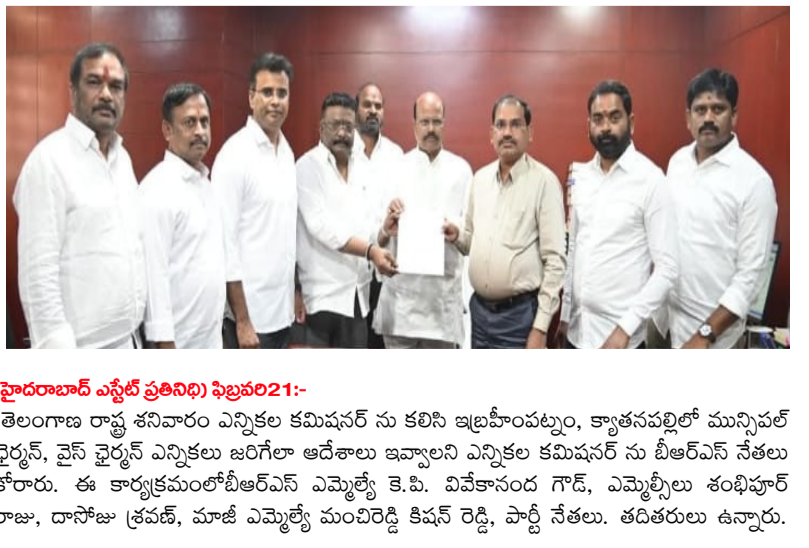 హైదరాబాద్ ఎస్టేట్ ప్రతినిధి) ఫిబ్రవరి21:-
తెలంగాణ రాష్ట్ర శనివారం ఎన్నికల కమిషనర్ ను కలిసి ఇబ్రహీంపట్నం, క్యాతనపల్లిలో మున్సిపల్
ఛైర్మన్, వైస్ ఛైర్మన్ ఎన్నికలు జరిగేలా ఆదేశాలు ఇవ్వాలని ఎన్నికల కమిషనర్ ను బీఆర్ఎస్ నేతలు
కోరారు. ఈ కార్యక్రమంలోబీఆర్ఎస్ ఎమ్మెల్యే కె.పి. వివేకానంద గౌడ్, ఎమ్మెల్సీలు శంభిపూర్
రాజు, దాసోజు శ్రవణ్, మాజీ ఎమ్మెల్యే మంచిరెడ్డి కిషన్ రెడ్డి, పార్టీ నేతలు. తదితరులు ఉన్నారు.